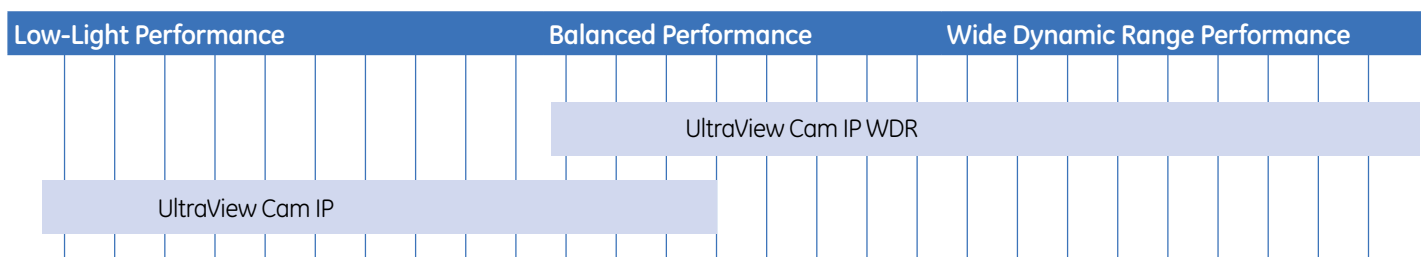 Low-Light Performance Balanced Performance Wide Dynamic Range Performance
UltraView Cam IP WDR
UltraView Cam IP